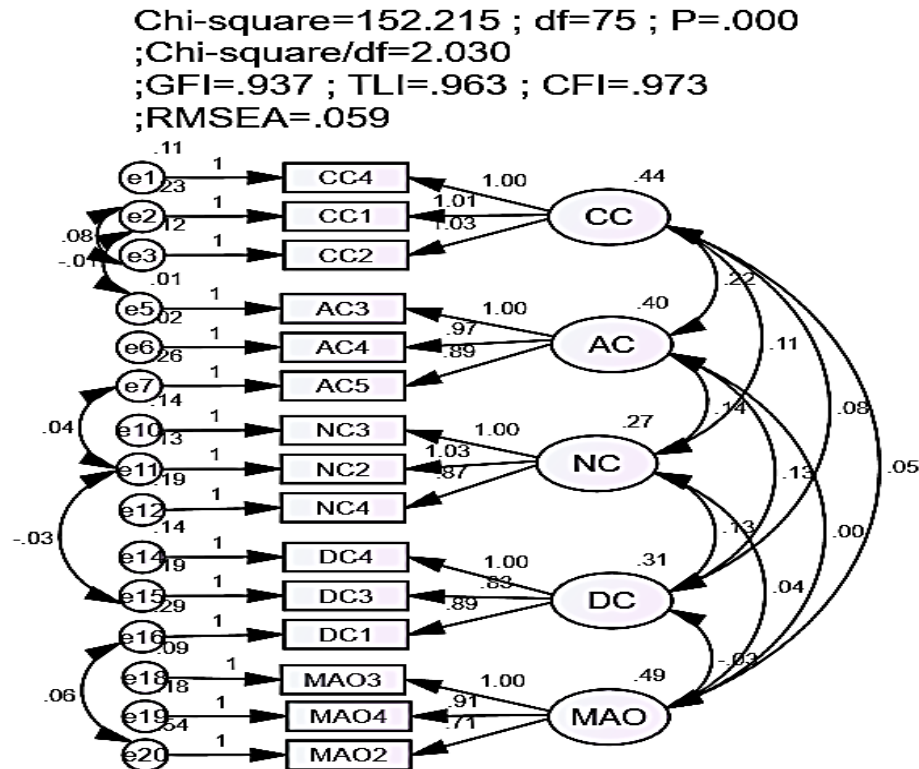 Chi-square=152.215 ; df=75 ; P=.000
;Chi-square/df=2.030
;GFI=.937 ; TLI=.963 ; CFI=.973
;RMSEA=.059
.11
e1 1 CC4 1.00 .44
.23
e2 1 CC1 1.01 CC
.12
e3 1 CC2 1.03
.08
-.01
.22
.01
e5 1 AC3 1.00 .40
.02
e6 1 AC4 .97 AC
.11
.26
e7 1 AC5 .89
.14
.04
e10 1 NC3 1.00 .27
.14
.08
.13
e11 1 NC2 1.03 NC
.13
.05
.19
e12 1 NC4 .87
-.03
.14
e14 1 DC4 1.00 .31
.13
.00
.19
e15 1 DC3 .83 DC
.04
.29
e16 1 DC1 .89
.09
e18 1 MAO3 1.00 .49
-.03
.06
.18
e19 1 MAO4 .91 MAO
.54
e20 1 MAO2 .71